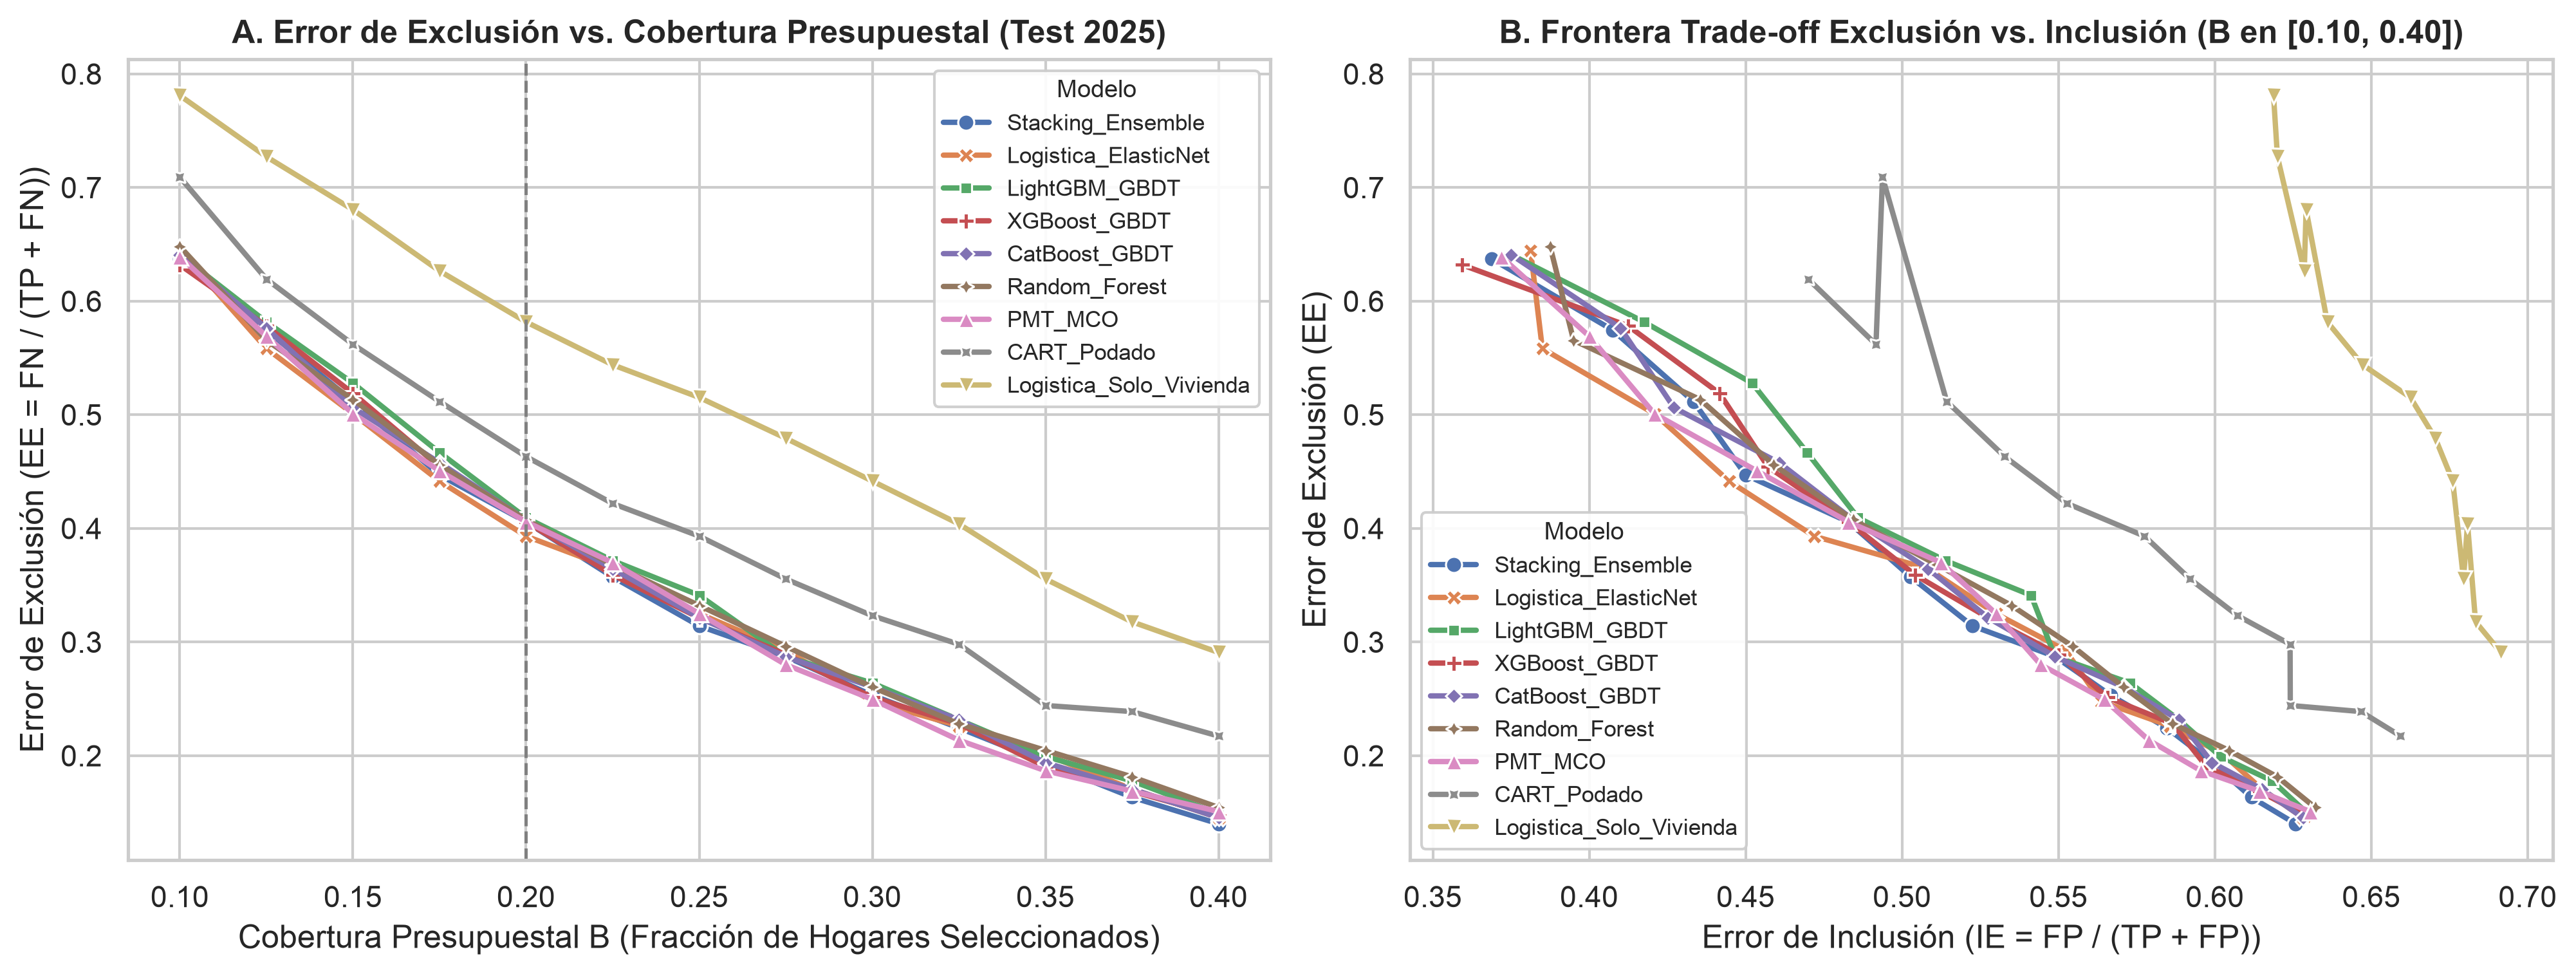 A. Error de Exclusión vs. Cobertura Presupuestal (Test 2025)
Error de Exclusión (EE = FN / (TP + FN))
0.8
0.7
0.6
0.5
0.4
0.3
0.2
Modelo
Stacking_Ensemble
Logistica_ElasticNet
LightGBM_GBDT
XGBoost_GBDT
CatBoost_GBDT
Random_Forest
PMT_MCO
CART_Podado
Logistica_Solo_Vivienda
0.10 0.15 0.20 0.25 0.30 0.35 0.40
Cobertura Presupuestal B (Fracción de Hogares Seleccionados)
B. Frontera Trade-off Exclusión vs. Inclusión (B en [0.10, 0.40])
Error de Exclusión (EE)
0.8
0.7
0.6
0.5
0.4
0.3
0.2
Modelo
Stacking_Ensemble
Logistica_ElasticNet
LightGBM_GBDT
XGBoost_GBDT
CatBoost_GBDT
Random_Forest
PMT_MCO
CART_Podado
Logistica_Solo_Vivienda
0.35 0.40 0.45 0.50 0.55 0.60 0.65 0.70
Error de Inclusión (IE = FP / (TP + FP))